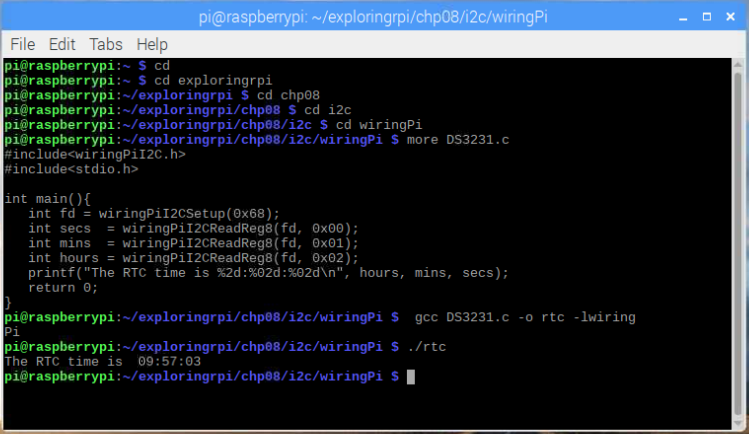 pi@raspberrypi: ~/exploringrpi/chp08/i2c/wiringPi
File Edit Tabs Help
pi@raspberrypi:~ $ cd
pi@raspberrypi:~ $ cd exploringrpi
pi@raspberrypi:~/exploringrpi $ cd chp08
pi@raspberrypi:~/exploringrpi/chp08 $ cd i2c
pi@raspberrypi:~/exploringrpi/chp08/i2c $ cd wiringPi
pi@raspberrypi:~/exploringrpi/chp08/i2c/wiringPi $ more DS3231.c
#include<wiringPiI2C.h>
#include<stdio.h>

int main(){
   int fd = wiringPiI2CSetup(0x68);
   int secs  = wiringPiI2CReadReg8(fd, 0x00);
   int mins  = wiringPiI2CReadReg8(fd, 0x01);
   int hours = wiringPiI2CReadReg8(fd, 0x02);
   printf("The RTC time is %2d:%02d:%02d\n", hours, mins, secs);
   return 0;
}
pi@raspberrypi:~/exploringrpi/chp08/i2c/wiringPi $  gcc DS3231.c -o rtc -lwiring
Pi
pi@raspberrypi:~/exploringrpi/chp08/i2c/wiringPi $ ./rtc
The RTC time is  09:57:03
pi@raspberrypi:~/exploringrpi/chp08/i2c/wiringPi $